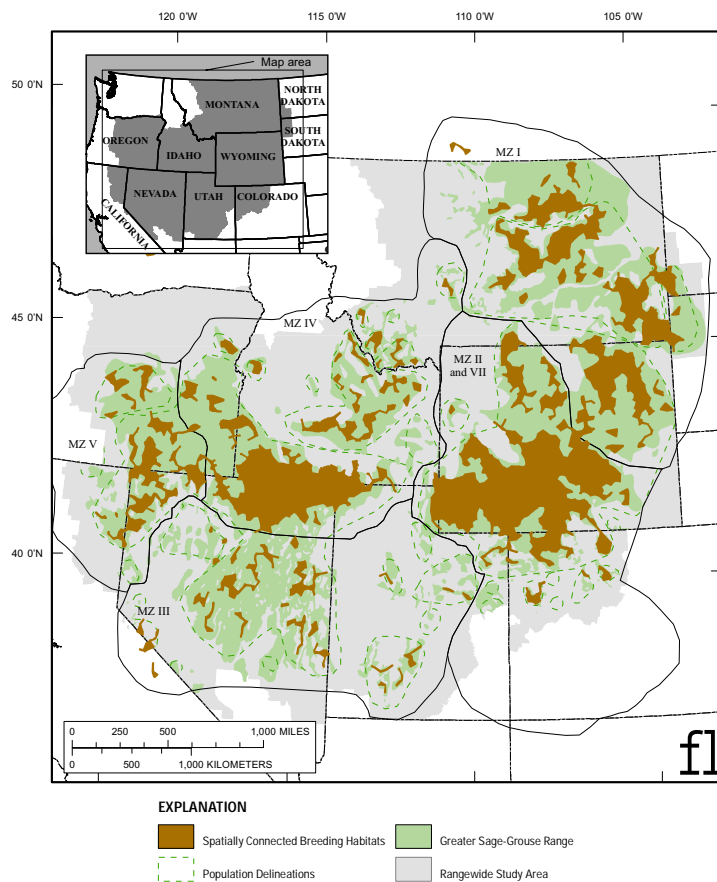 120 0'W 115 0'W 110 0'W 105 0'W
Map area
50 0'N
NORTH
DAKOTA
MONTANA
SOUTH
DAKOTA
OREGON
IDAHO
WYOMING
NEVADA
UTAH
COLORADO
CALIFORNIA
MZ I
45 0'N
MZ IV
MZ II
and VII
MZ V
40 0'N
MZ III
0 250 500 1,000 MILES
0 500 1,000 KILOMETERS
fl
EXPLANATION
Spatially Connected Breeding Habitats
Greater Sage-Grouse Range
Population Delineations
Rangewide Study Area